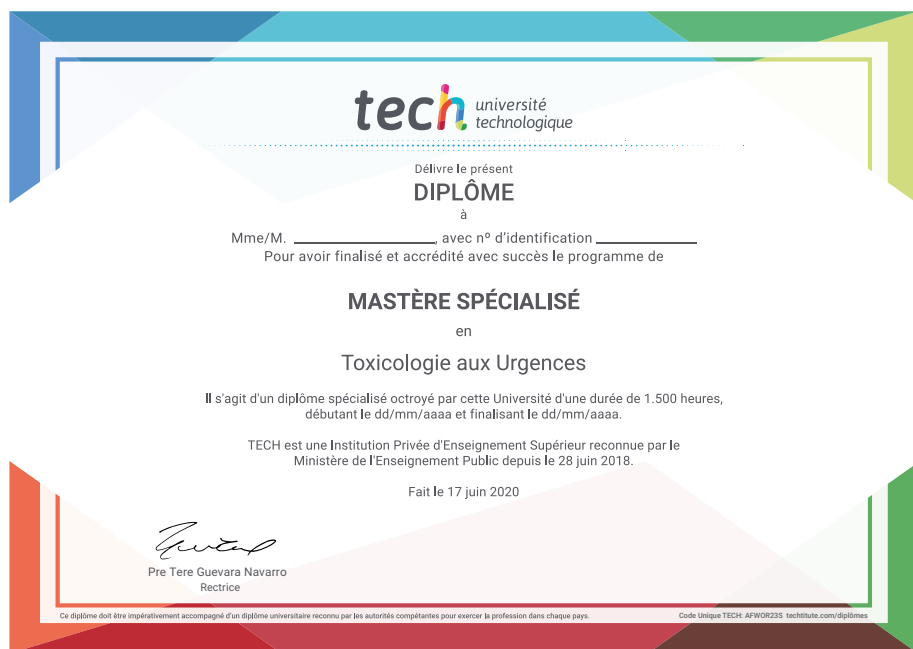 tech université
technologique
Délivre le présent
DIPLÔME
à
Mme/M. ____________, avec nº d'identification ____________
Pour avoir finalisé et accrédité avec succès le programme de
MASTÈRE SPÉCIALISÉ
en
Toxicologie aux Urgences
Il s'agit d'un diplôme spécialisé octroyé par cette Université d'une durée de 1.500 heures,
débutant le dd/mm/aaaa et finalisant le dd/mm/aaaa.
TECH est une Institution Privée d'Enseignement Supérieur reconnue par le
Ministère de l'Enseignement Public depuis le 28 juin 2018.
Fait le 17 juin 2020
Pre Tere Guevara Navarro
Rectrice
Ce diplôme doit être impérativement accompagné d'un diplôme universitaire reconnu par les autorités compétantes pour exercer la profession dans chaque pays.
Code Unique TECH: AFWOR23S techtitute.com/diplômes